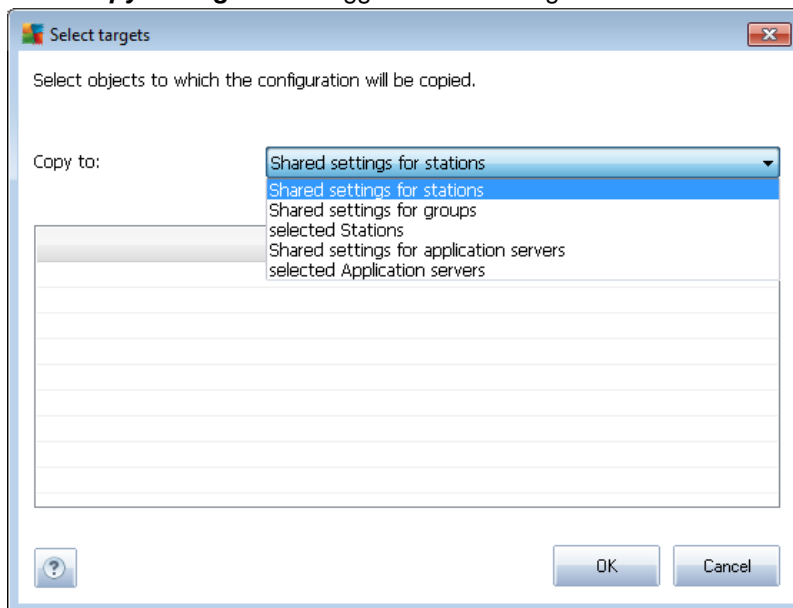 Select targets
Select objects to which the configuration will be copied.
Copy to:
Shared settings for stations
Shared settings for stations
Shared settings for groups
selected Stations
Shared settings for application servers
selected Application servers
?
OK
Cancel